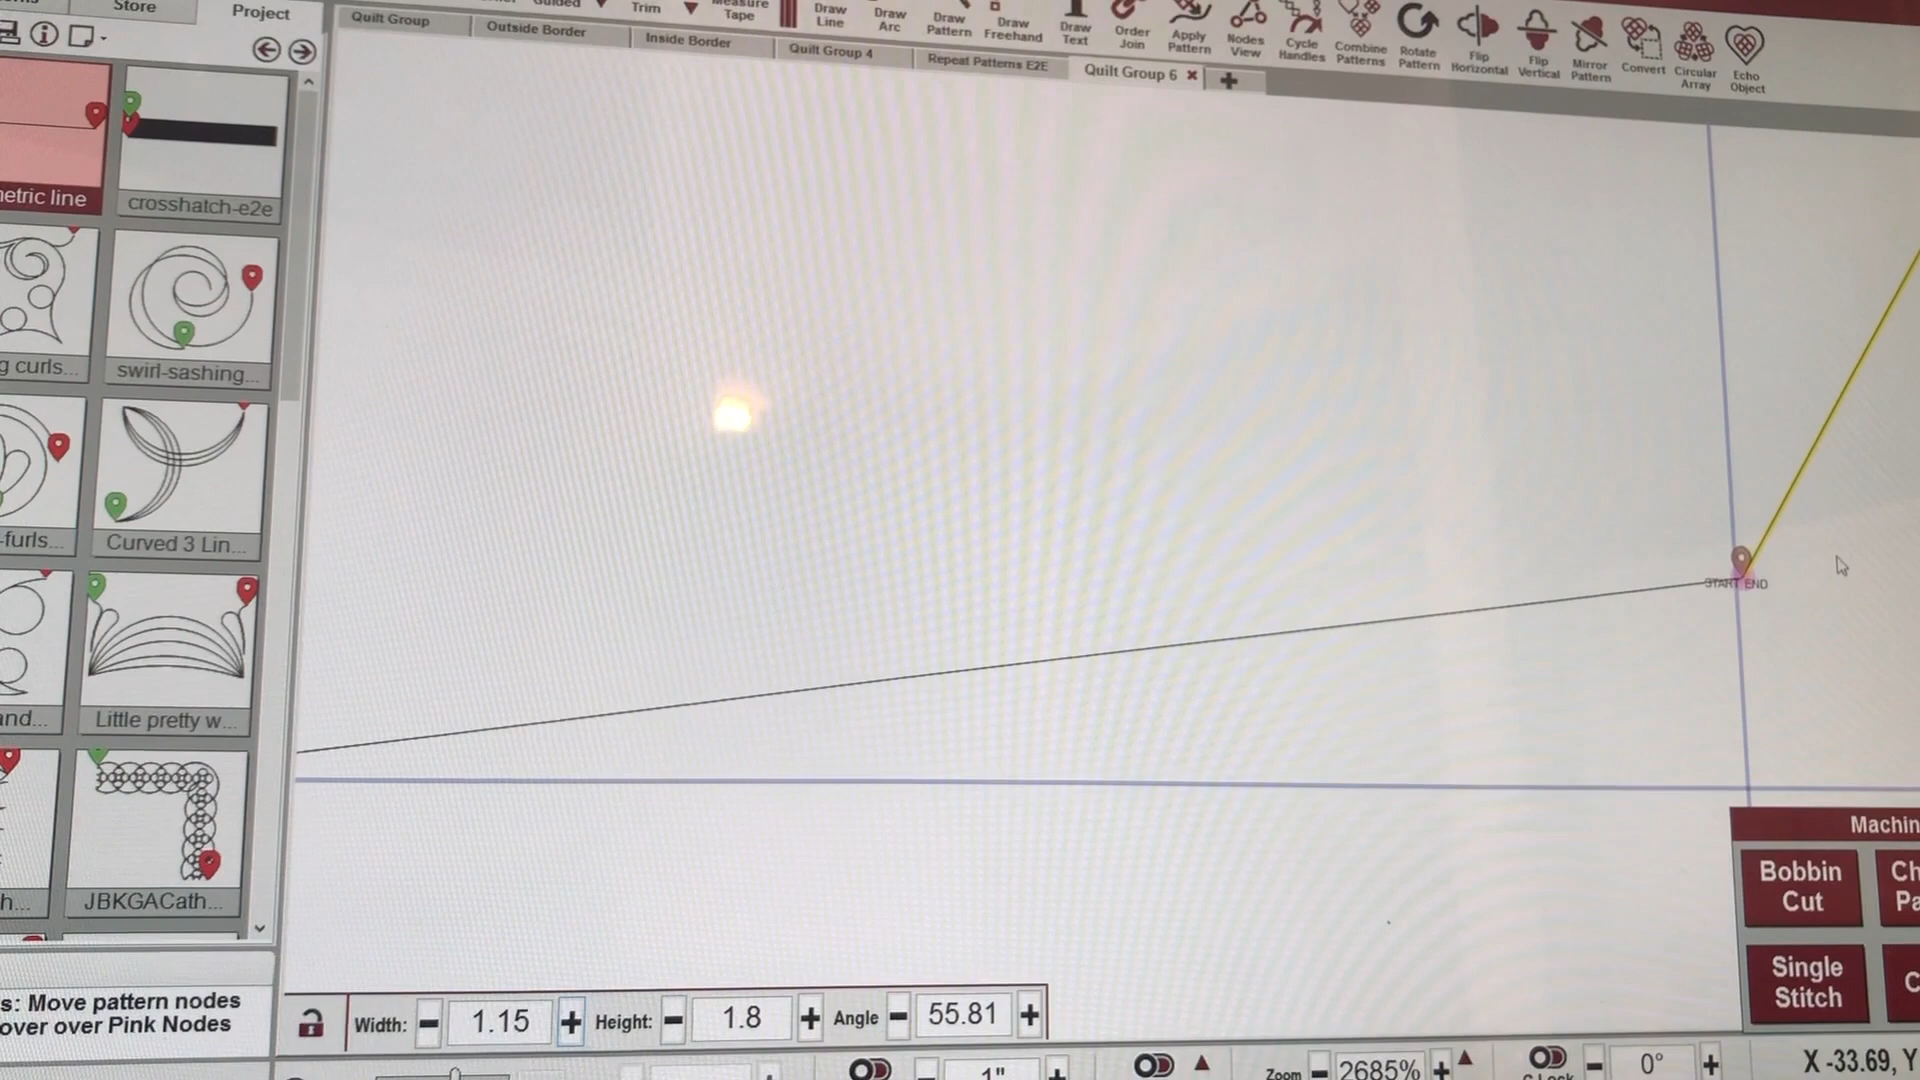 Store
Project
Quilt Group
Outside Border
Inside Border
Quilt Group 4
Repeat Patterns E2E
Quilt Group 6
Trim
Measure
Tape
Draw
Line
Draw
Arc
Draw
Pattern
Draw
Freehand
Draw
Text
Order
Join
Apply
Pattern
Nodes
View
Cycle
Handles
Combine
Patterns
Rotate
Pattern
Flip
Horizontal
Flip
Vertical
Mirror
Pattern
Convert
Circular
Array
Echo
Object
etric line
crosshatch-e2e
g curls...
swirl-sashing...
-furls...
Curved 3 Lin...
and...
Little pretty w...
h...
JBKGACath...
START END
s: Move pattern nodes
over over Pink Nodes
Width: - 1.15 + Height: - 1.8 + Angle - 55.81 +
1"
Zoom - 2685% +
- 0° +
X -33.69, Y
Machin
Bobbin
Cut
Ch
Pa
Single
Stitch
C